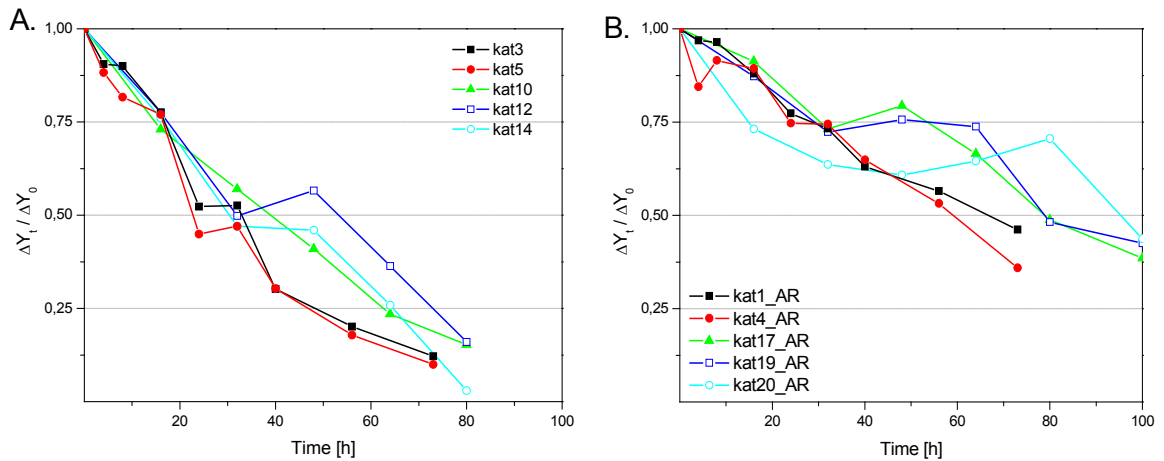 A.
1,00
0,75
0,50
0,25
ΔYt / ΔY0
20
40
60
80
100
Time [h]
kat3
kat5
kat10
kat12
kat14
B.
1,00
0,75
0,50
0,25
ΔYt / ΔY0
20
40
60
80
100
Time [h]
kat1_AR
kat4_AR
kat17_AR
kat19_AR
kat20_AR